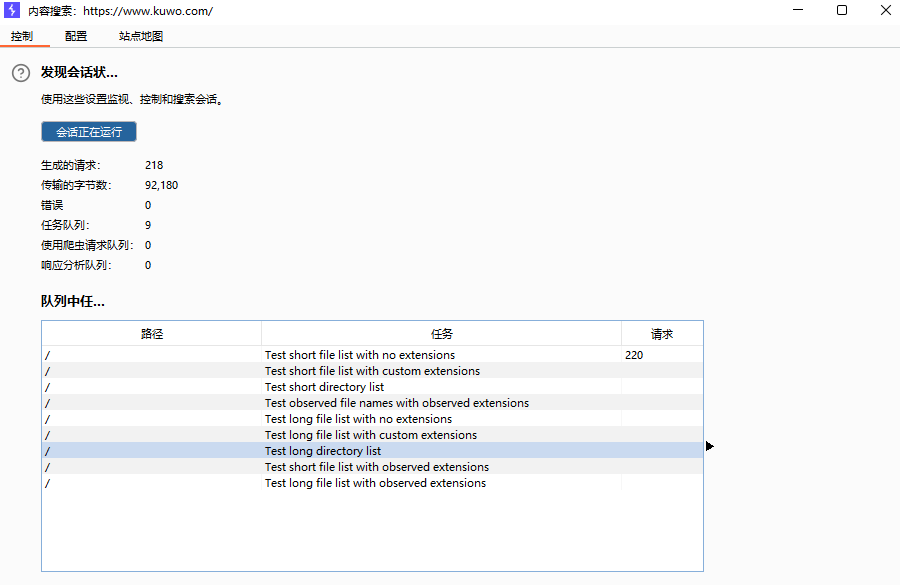 内容搜索：https://www.kuwo.com/
控制 配置 站点地图
发现会话状...
使用这些设置监视、控制和搜索会话。
会话正在运行
生成的请求： 218
传输的字节数： 92,180
错误 0
任务队列： 9
使用爬虫请求队列： 0
响应分析队列： 0
队列中任...
路径 任务 请求
/ Test short file list with no extensions 220
/ Test short file list with custom extensions
/ Test short directory list
/ Test observed file names with observed extensions
/ Test long file list with no extensions
/ Test long file list with custom extensions
/ Test long directory list
/ Test short file list with observed extensions
/ Test long file list with observed extensions